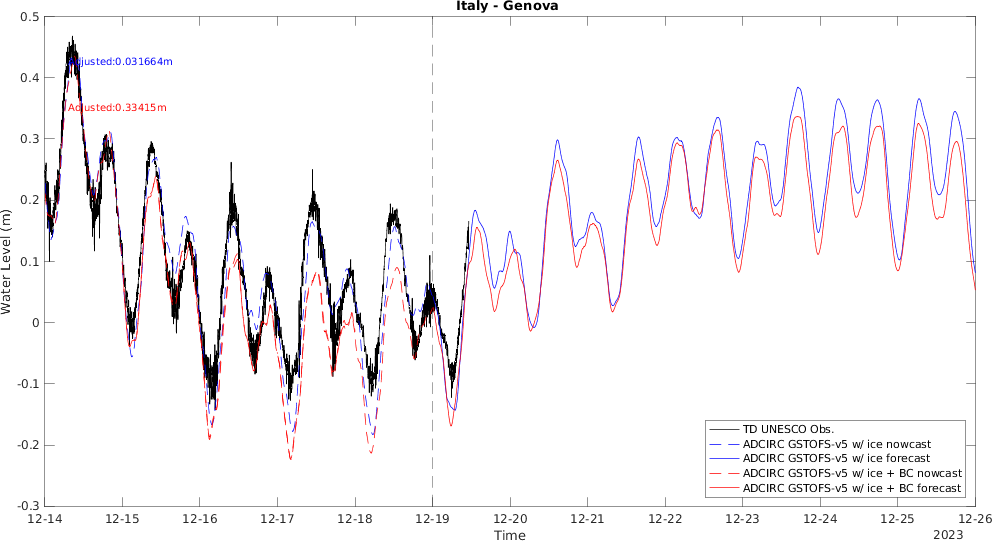 Italy - Genova
0.5
0.4
0.3
0.2
0.1
0
-0.1
-0.2
-0.3
Water Level (m)
Adjusted:0.031664m
Adjusted:0.33415m
TD UNESCO Obs.
ADCIRC GSTOFS-v5 w/ ice nowcast
ADCIRC GSTOFS-v5 w/ ice forecast
ADCIRC GSTOFS-v5 w/ ice + BC nowcast
ADCIRC GSTOFS-v5 w/ ice + BC forecast
12-14 12-15 12-16 12-17 12-18 12-19 12-20 12-21 12-22 12-23 12-24 12-25 12-26
Time
2023